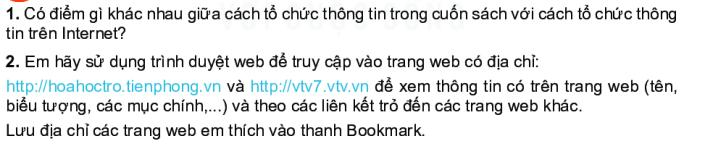 1. Có điểm gì khác nhau giữa cách tổ chức thông tin trong cuốn sách với cách tổ chức thông
tin trên Internet?
2. Em hãy sử dụng trình duyệt web để truy cập vào trang web có địa chỉ:
http://hoahoctro.tienphong.vn và http://vtv7.vtv.vn để xem thông tin có trên trang web (tên,
biểu tượng, các mục chính,...) và theo các liên kết trỏ đến các trang web khác.
Lưu địa chỉ các trang web em thích vào thanh Bookmark.